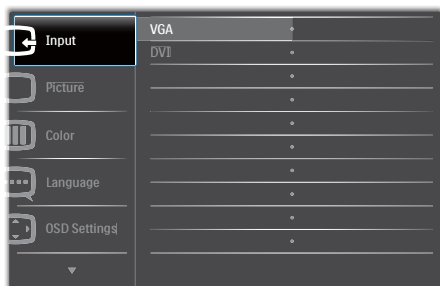 Input
VGA
DVI
Picture
Color
Language
OSD Settings